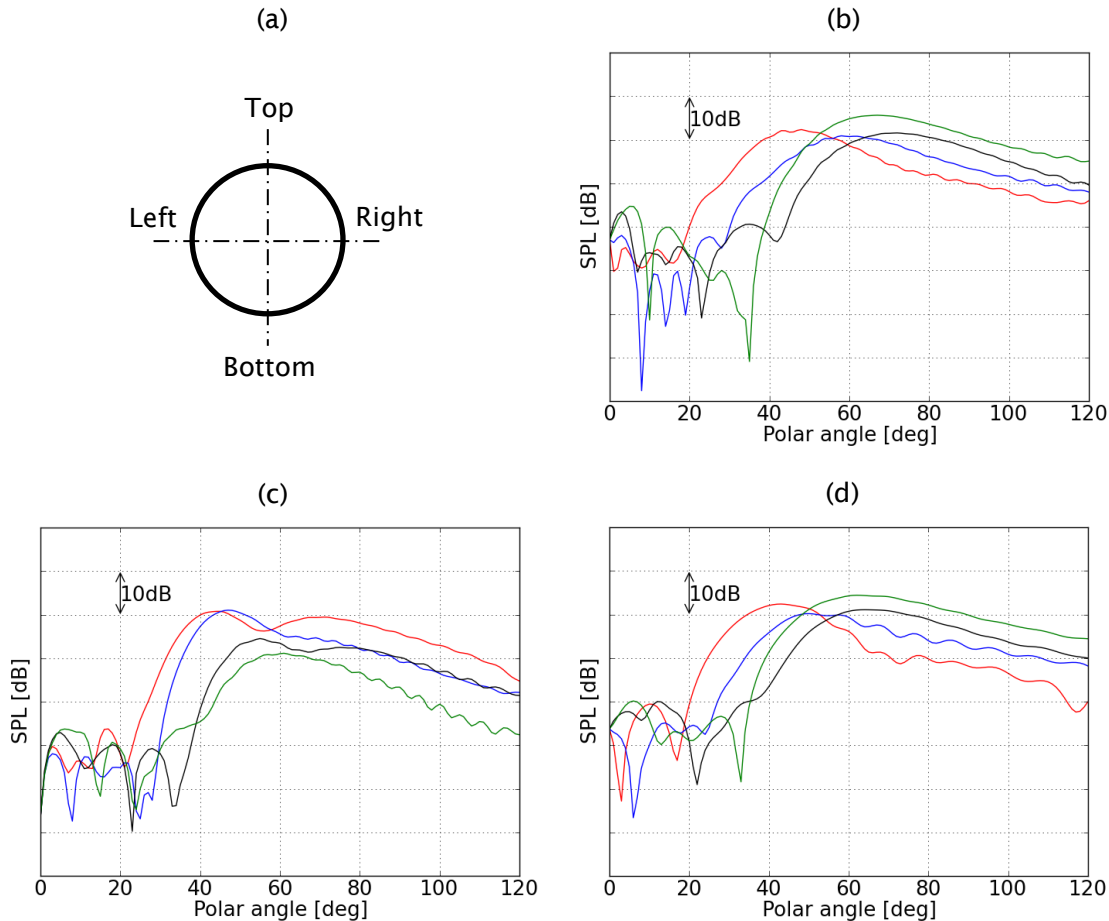 (a)
Top
Left
Right
Bottom
(b)
10dB
SPL [dB]
0 20 40 60 80 100 120
Polar angle [deg]
(c)
10dB
SPL [dB]
0 20 40 60 80 100 120
Polar angle [deg]
(d)
10dB
SPL [dB]
0 20 40 60 80 100 120
Polar angle [deg]